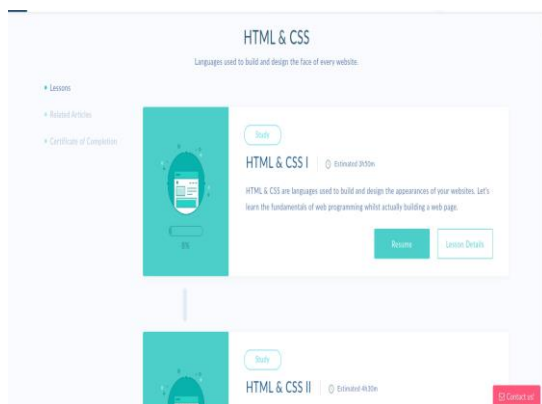 HTML & CSS
Languages used to build and design the face of every website.
Lessons
Related Articles
Certificate of Completion
Study
HTML & CSS I
Estimated 3h50m
HTML & CSS are languages used to build and design the appearances of your websites. Let's
learn the fundamentals of web programming whilst actually building a web page.
Resume
Lesson Details
Study
HTML & CSS II
Estimated 4h30m
Contact us!